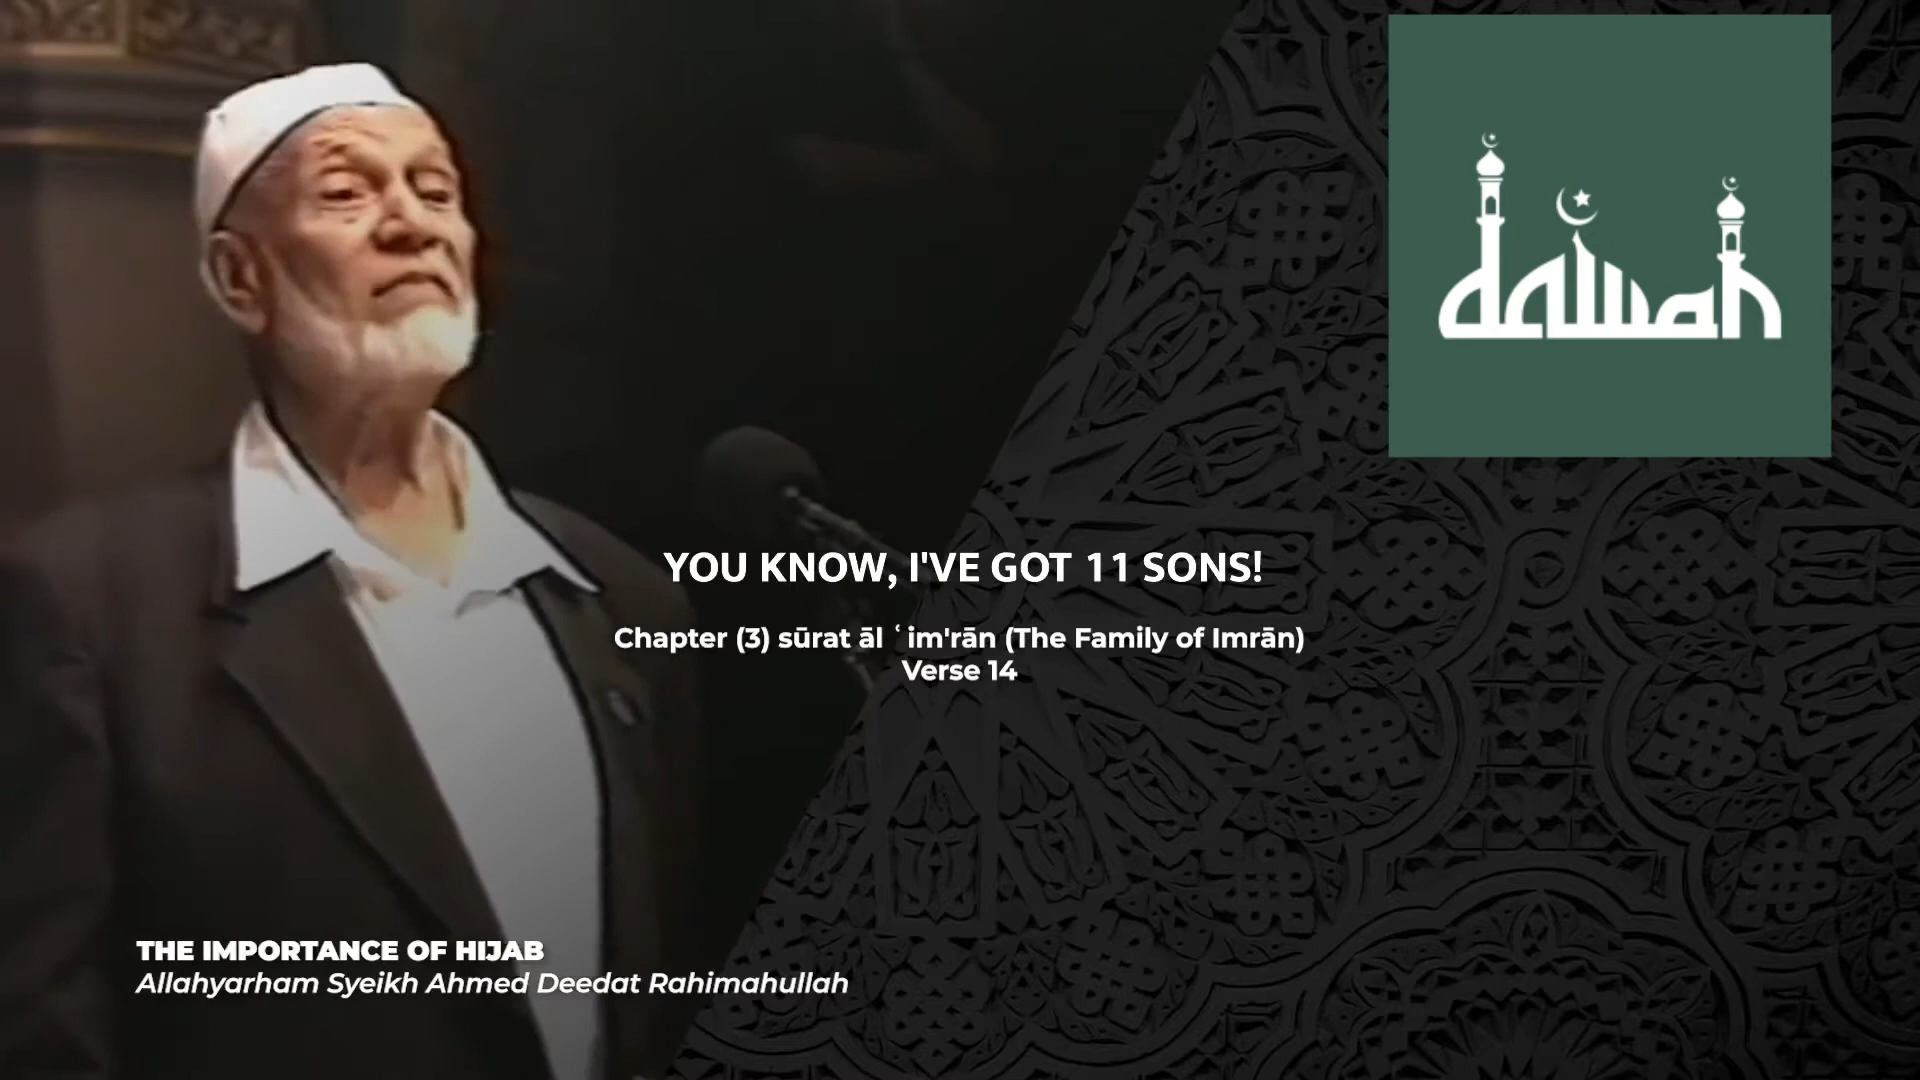 dawah
YOU KNOW, I'VE GOT 11 SONS!
Chapter (3) sūrat āl ʿim'rān (The Family of Imrān)
Verse 14
THE IMPORTANCE OF HIJAB
Allahyarham Syeikh Ahmed Deedat Rahimahullah